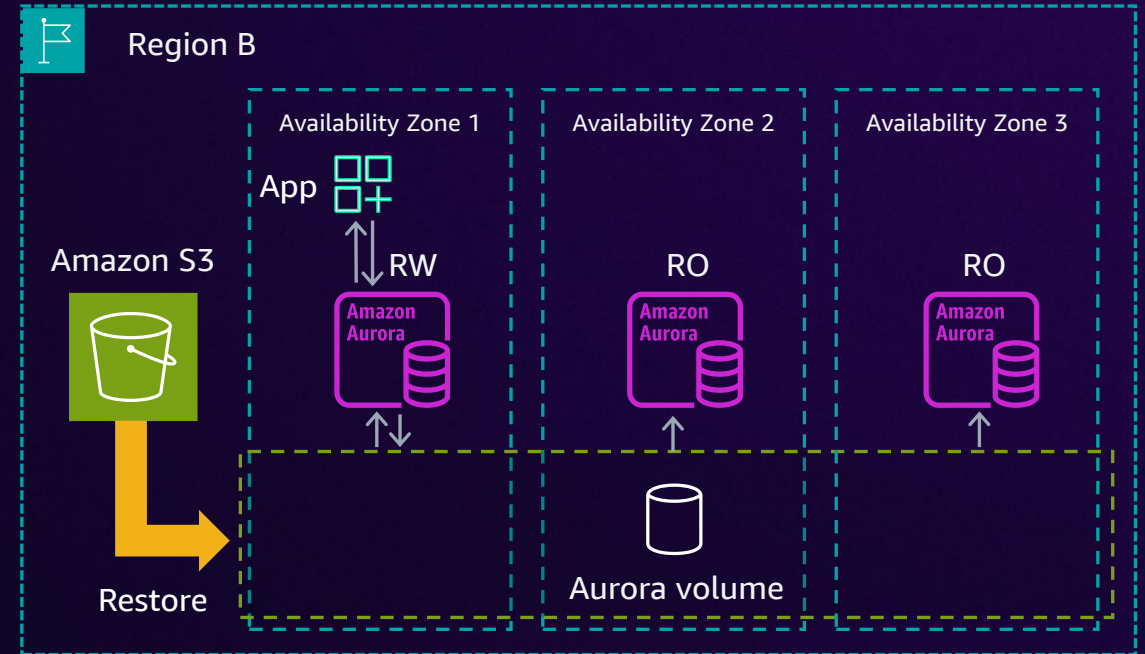 Region B
Availability Zone 1
Availability Zone 2
Availability Zone 3
App
Amazon S3
RW
RO
RO
Amazon
Aurora
Amazon
Aurora
Amazon
Aurora
Aurora volume
Restore